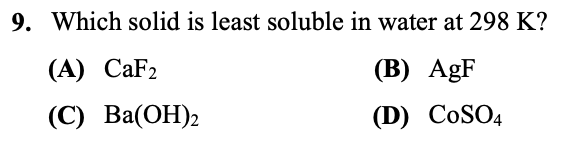 9. Which solid is least soluble in water at 298 K?
(A) CaF₂ (B) AgF
(C) Ba(OH)₂ (D) CoSO₄